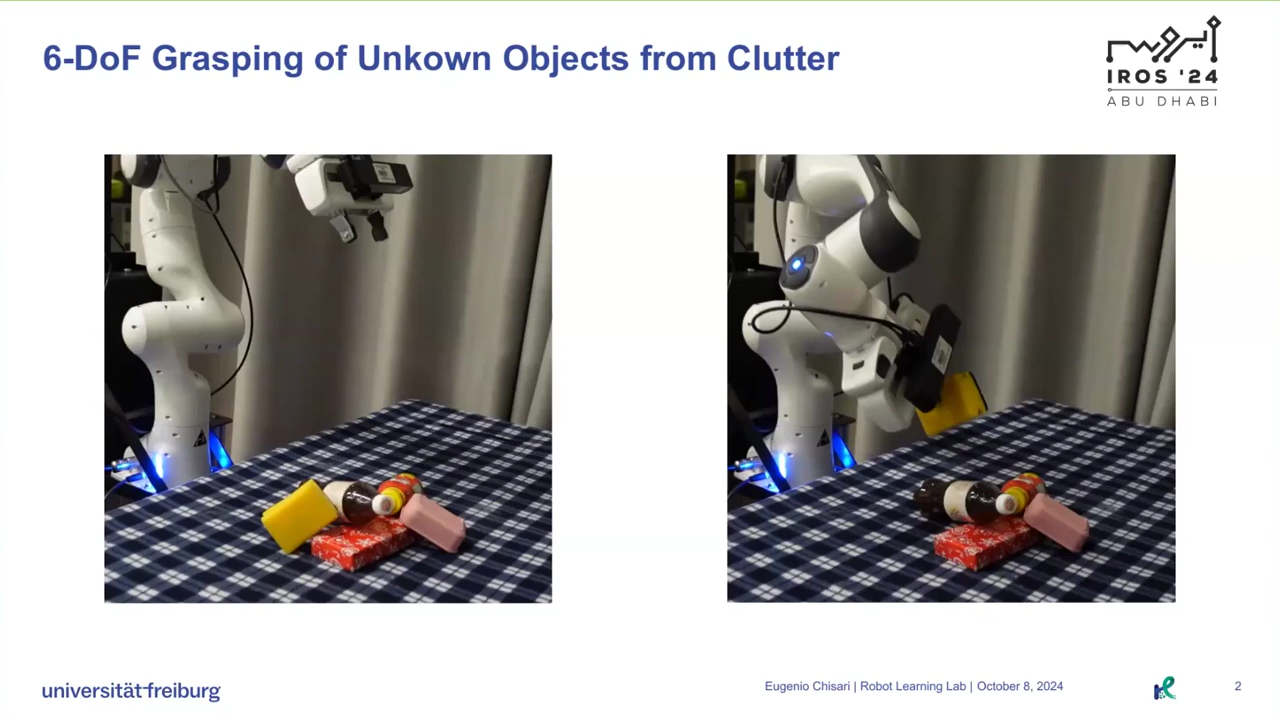 6-DoF Grasping of Unkown Objects from Clutter
ايروس
IROS '24
ABU DHABI
universität freiburg
Eugenio Chisari | Robot Learning Lab | October 8, 2024
2